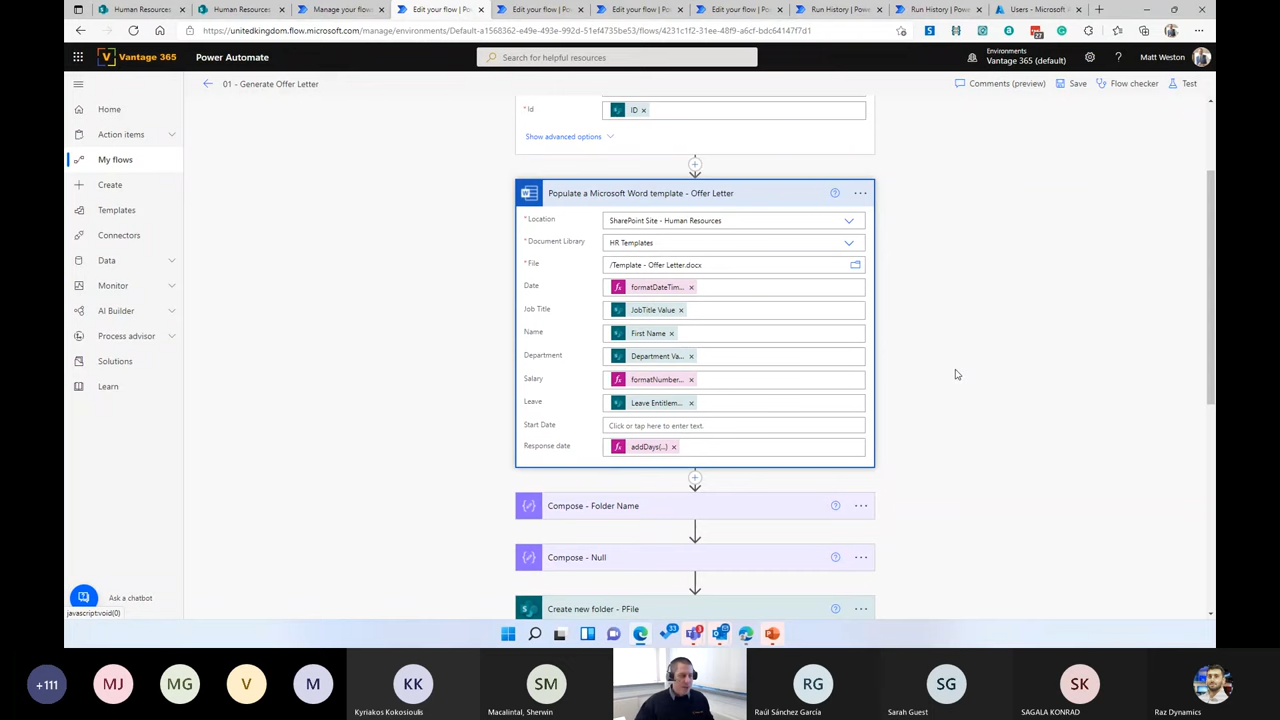 Human Resources
Human Resources
Manage your flow
Edit your flow | Po
Edit your flow | Po
Edit your flow | Po
Edit your flow | Po
Run History | Po
Run History | Po
Users - Microsoft A
https://unitedkingdom.flow.microsoft.com/manage/environments/Default-a1568362-e49e-493e-992d-51ef4735be53/flows/4231c1f2-31ee-48f9-a6cf-bdc64147f7d1
27
Vantage 365
Power Automate
Search for helpful resources
Environments
Vantage 365 (default)
?
Matt Weston
01 - Generate Offer Letter
Comments (preview)
Save
Flow checker
Test
Home
Action items
My flows
Create
Templates
Connectors
Data
Monitor
AI Builder
Process advisor
Solutions
Learn
* Id
ID ×
Show advanced options
Populate a Microsoft Word template - Offer Letter
* Location
SharePoint Site - Human Resources
* Document Library
HR Templates
* File
/Template - Offer Letter.docx
Date
fx formatDateTim... ×
Job Title
JobTitle Value ×
Name
First Name ×
Department
Department Va... ×
Salary
fx formatNumber... ×
Leave
Leave Entitlem... ×
Start Date
Click or tap here to enter text.
Response date
fx addDays(...) ×
Compose - Folder Name
Compose - Null
Create new folder - PFile
Ask a chatbot
javascript:void(0)
33
+111
MJ
MG
V
M
KK
Kyriakos Kokosioulis
SM
Macalintal, Sherwin
RG
Raúl Sánchez García
SG
Sarah Guest
SK
SAGALA KONRAD
Raz Dynamics